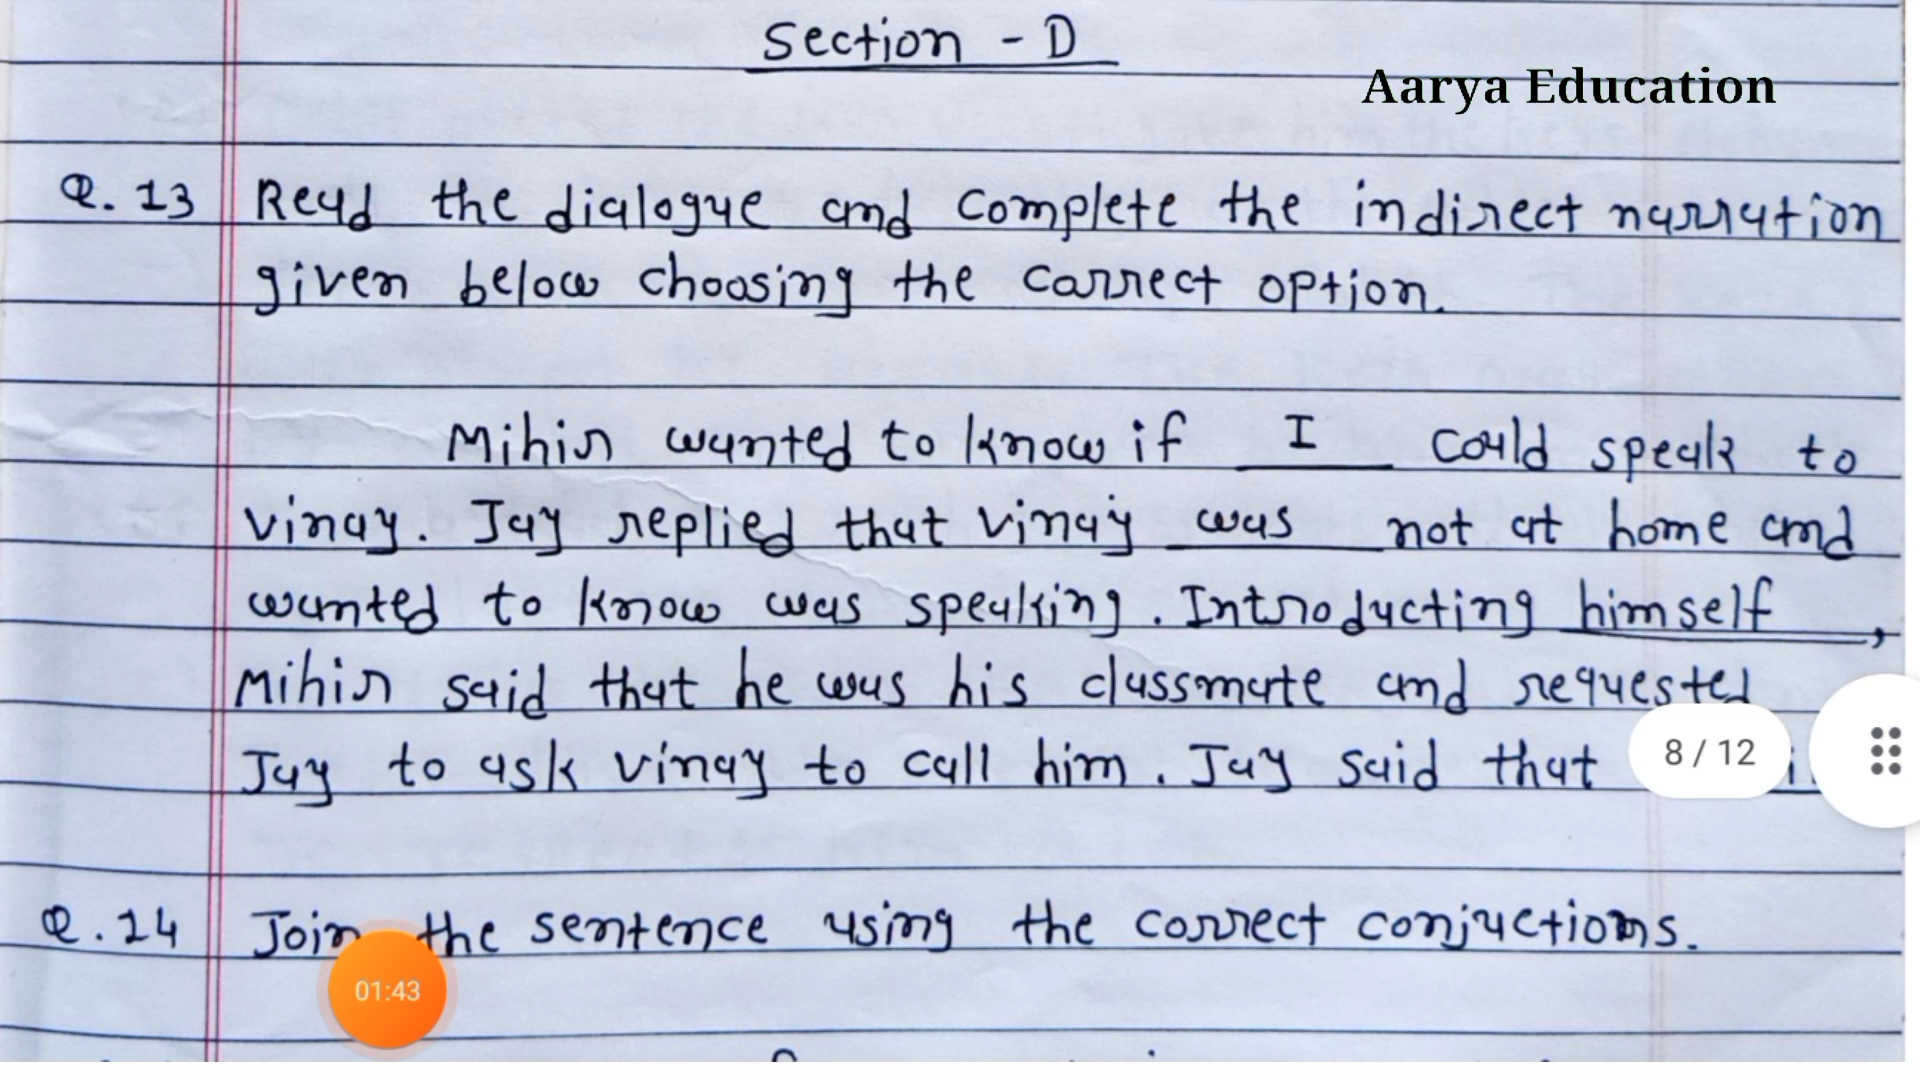 Section - D
Aarya Education
Q. 13 Read the dialogue and complete the indirect narration
given below choosing the correct option.
Mihir wanted to know if I could speak to
Vinay. Jay replied that Vinay was not at home and
wanted to know was speaking. Introducting himself,
Mihir said that he was his classmate and requested
Jay to ask Vinay to call him. Jay said that
8 / 12
Q. 14 Join the sentence using the correct conjuctions.
01:43